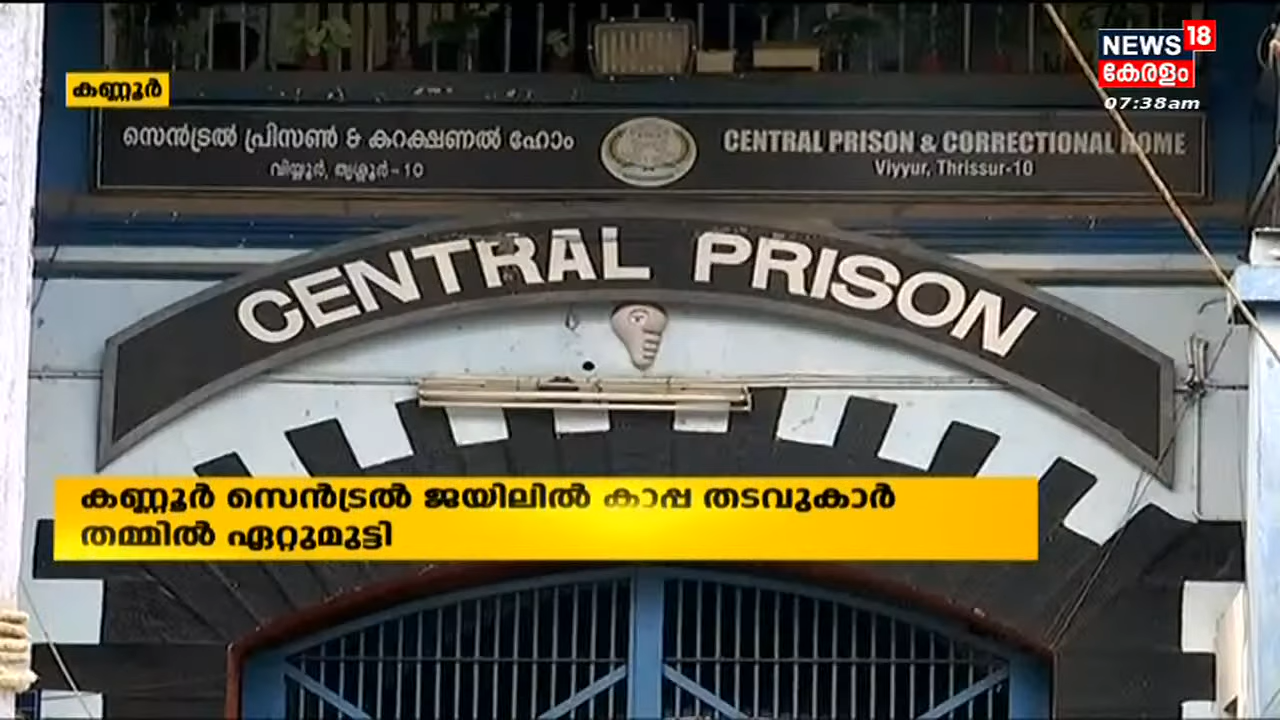 NEWS 18
കേരളം
07:38am
കണ്ണൂർ
സെൻട്രൽ പ്രിസൺ & കറക്ഷണൽ ഹോം
വിയ്യൂർ, തൃശ്ശൂർ-10
CENTRAL PRISON & CORRECTIONAL HOME
Viyyur, Thrissur-10
CENTRAL PRISON
കണ്ണൂർ സെൻട്രൽ ജയിലിൽ കാപ്പ തടവുകാർ
തമ്മിൽ ഏറ്റുമുട്ടി